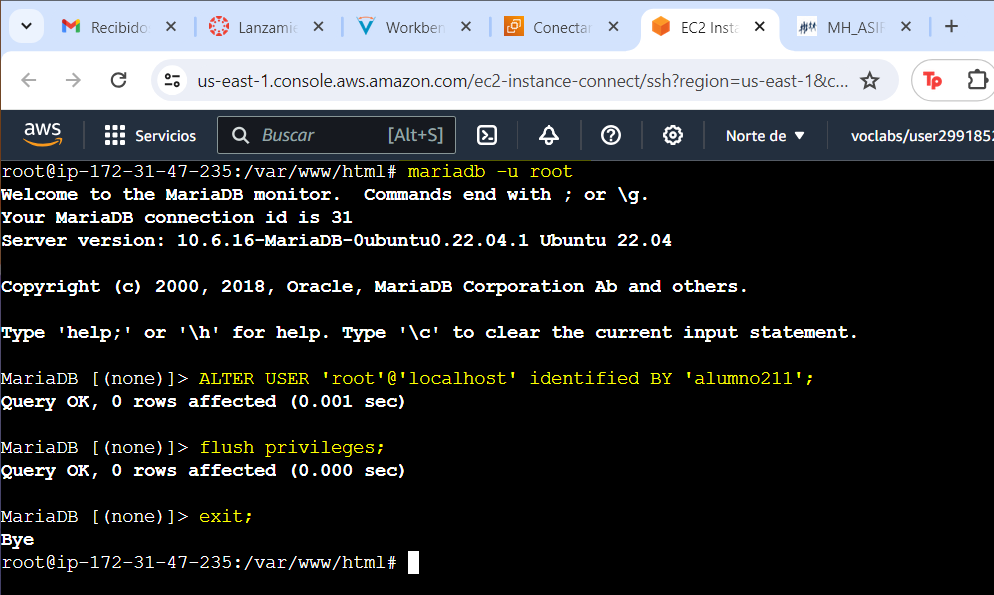 Recibidos
Lanzamie
Workben
Conectar
EC2 Insta
MH_ASIR
us-east-1.console.aws.amazon.com/ec2-instance-connect/ssh?region=us-east-1&c...
Tp
aws
Servicios
Buscar
[Alt+S]
Norte de
voclabs/user2991852
root@ip-172-31-47-235:/var/www/html# mariadb -u root
Welcome to the MariaDB monitor.  Commands end with ; or \g.
Your MariaDB connection id is 31
Server version: 10.6.16-MariaDB-0ubuntu0.22.04.1 Ubuntu 22.04
Copyright (c) 2000, 2018, Oracle, MariaDB Corporation Ab and others.
Type 'help;' or '\h' for help. Type '\c' to clear the current input statement.
MariaDB [(none)]> ALTER USER 'root'@'localhost' identified BY 'alumno211';
Query OK, 0 rows affected (0.001 sec)
MariaDB [(none)]> flush privileges;
Query OK, 0 rows affected (0.000 sec)
MariaDB [(none)]> exit;
Bye
root@ip-172-31-47-235:/var/www/html#